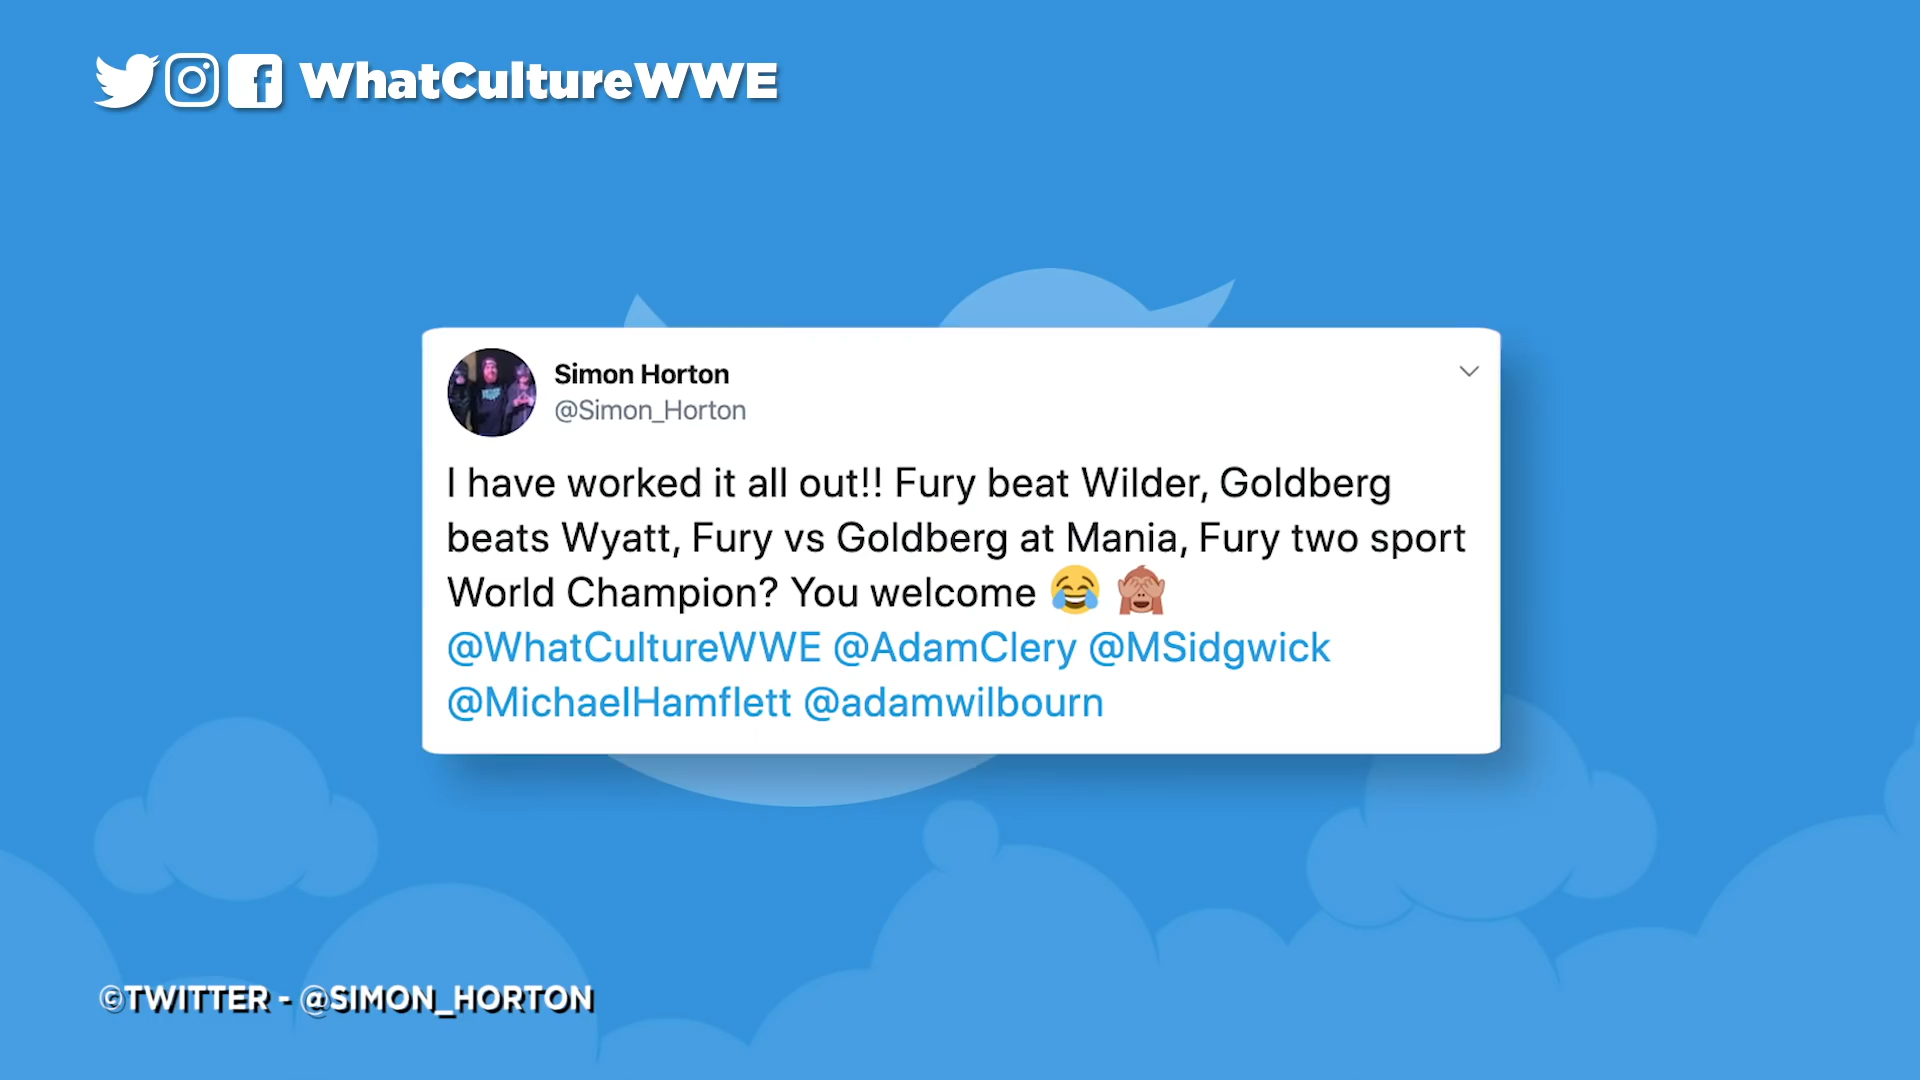 WhatCultureWWE
Simon Horton
@Simon_Horton
I have worked it all out!! Fury beat Wilder, Goldberg
beats Wyatt, Fury vs Goldberg at Mania, Fury two sport
World Champion? You welcome 😂 🙈
@WhatCultureWWE @AdamClery @MSidgwick
@MichaelHamflett @adamwilbourn
©TWITTER - @SIMON_HORTON